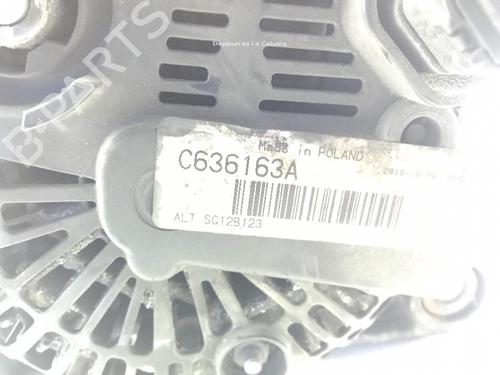 Desguaces La Cabaña
B-PARTS
Made in POLAND
C636163A
ALT SG12B123